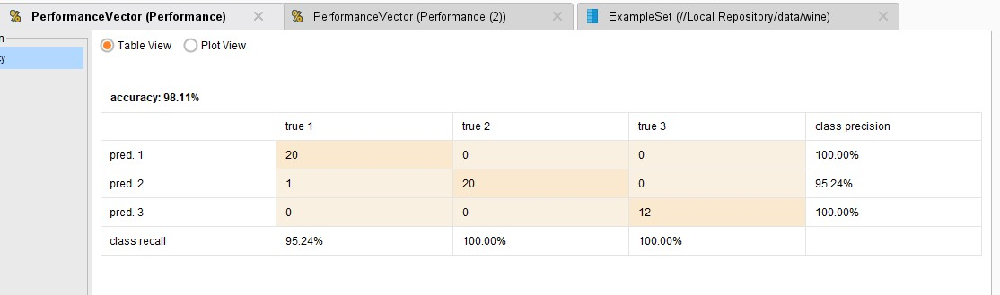 PerformanceVector (Performance) PerformanceVector (Performance (2)) ExampleSet (//Local Repository/data/wine)
n
Table View Plot View
cy
accuracy: 98.11%
true 1 true 2 true 3 class precision
pred. 1 20 0 0 100.00%
pred. 2 1 20 0 95.24%
pred. 3 0 0 12 100.00%
class recall 95.24% 100.00% 100.00%